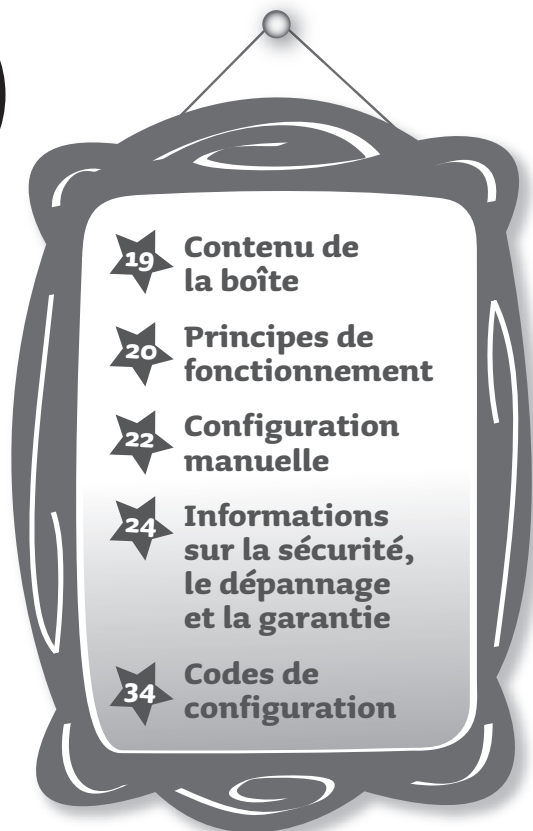 19 Contenu de
la boîte
20 Principes de
fonctionnement
22 Configuration
manuelle
24 Informations
sur la sécurité,
le dépannage
et la garantie
34 Codes de
configuration